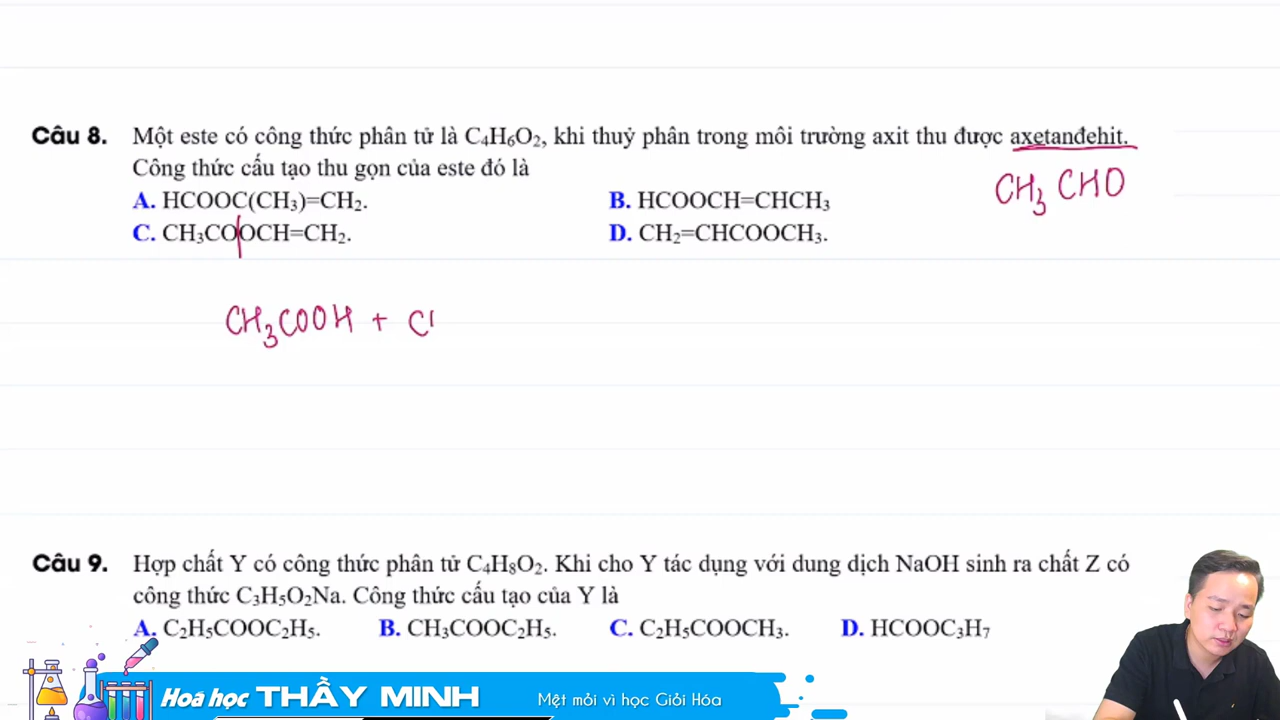 Câu 8. Một este có công thức phân tử là C₄H₆O₂, khi thuỷ phân trong môi trường axit thu được axetanđehit.
Công thức cấu tạo thu gọn của este đó là
CH₃CHO
A. HCOOC(CH₃)=CH₂. B. HCOOCH=CHCH₃
C. CH₃COOCH=CH₂. D. CH₂=CHCOOCH₃.
CH₃COOH + C
Câu 9. Hợp chất Y có công thức phân tử C₄H₈O₂. Khi cho Y tác dụng với dung dịch NaOH sinh ra chất Z có
công thức C₃H₅O₂Na. Công thức cấu tạo của Y là
A. C₂H₅COOC₂H₅. B. CH₃COOC₂H₅. C. C₂H₅COOCH₃. D. HCOOC₃H₇
Hoá học THẦY MINH Mệt mỏi vì học Giỏi Hóa